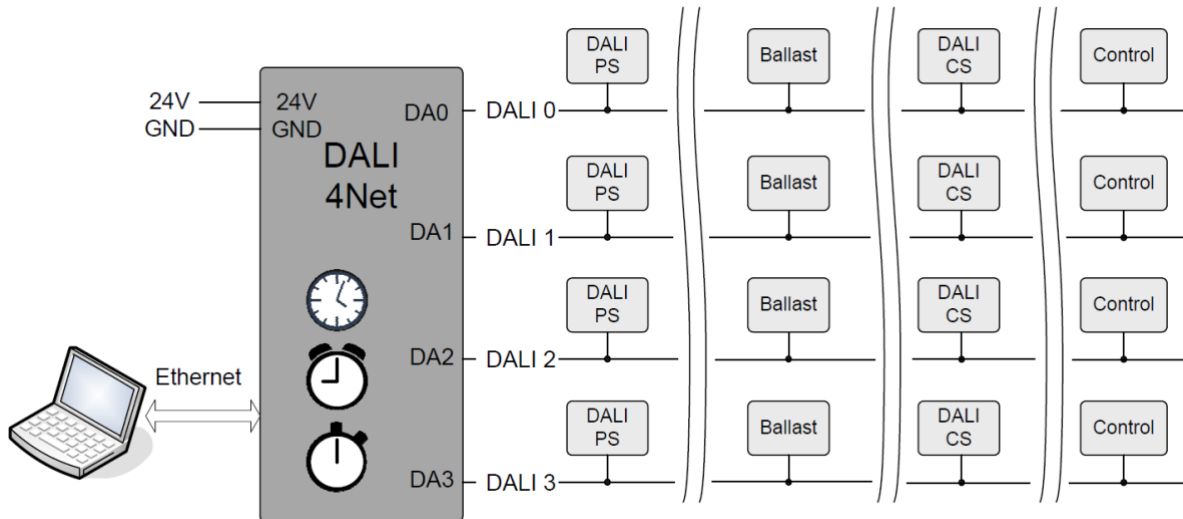 DALI
PS
Ballast
DALI
CS
Control
24V
24V
DA0
DALI 0
GND
GND
DALI
4Net
DALI
PS
Ballast
DALI
CS
Control
DA1
DALI 1
DALI
PS
Ballast
DALI
CS
Control
DA2
DALI 2
Ethernet
DALI
PS
Ballast
DALI
CS
Control
DA3
DALI 3